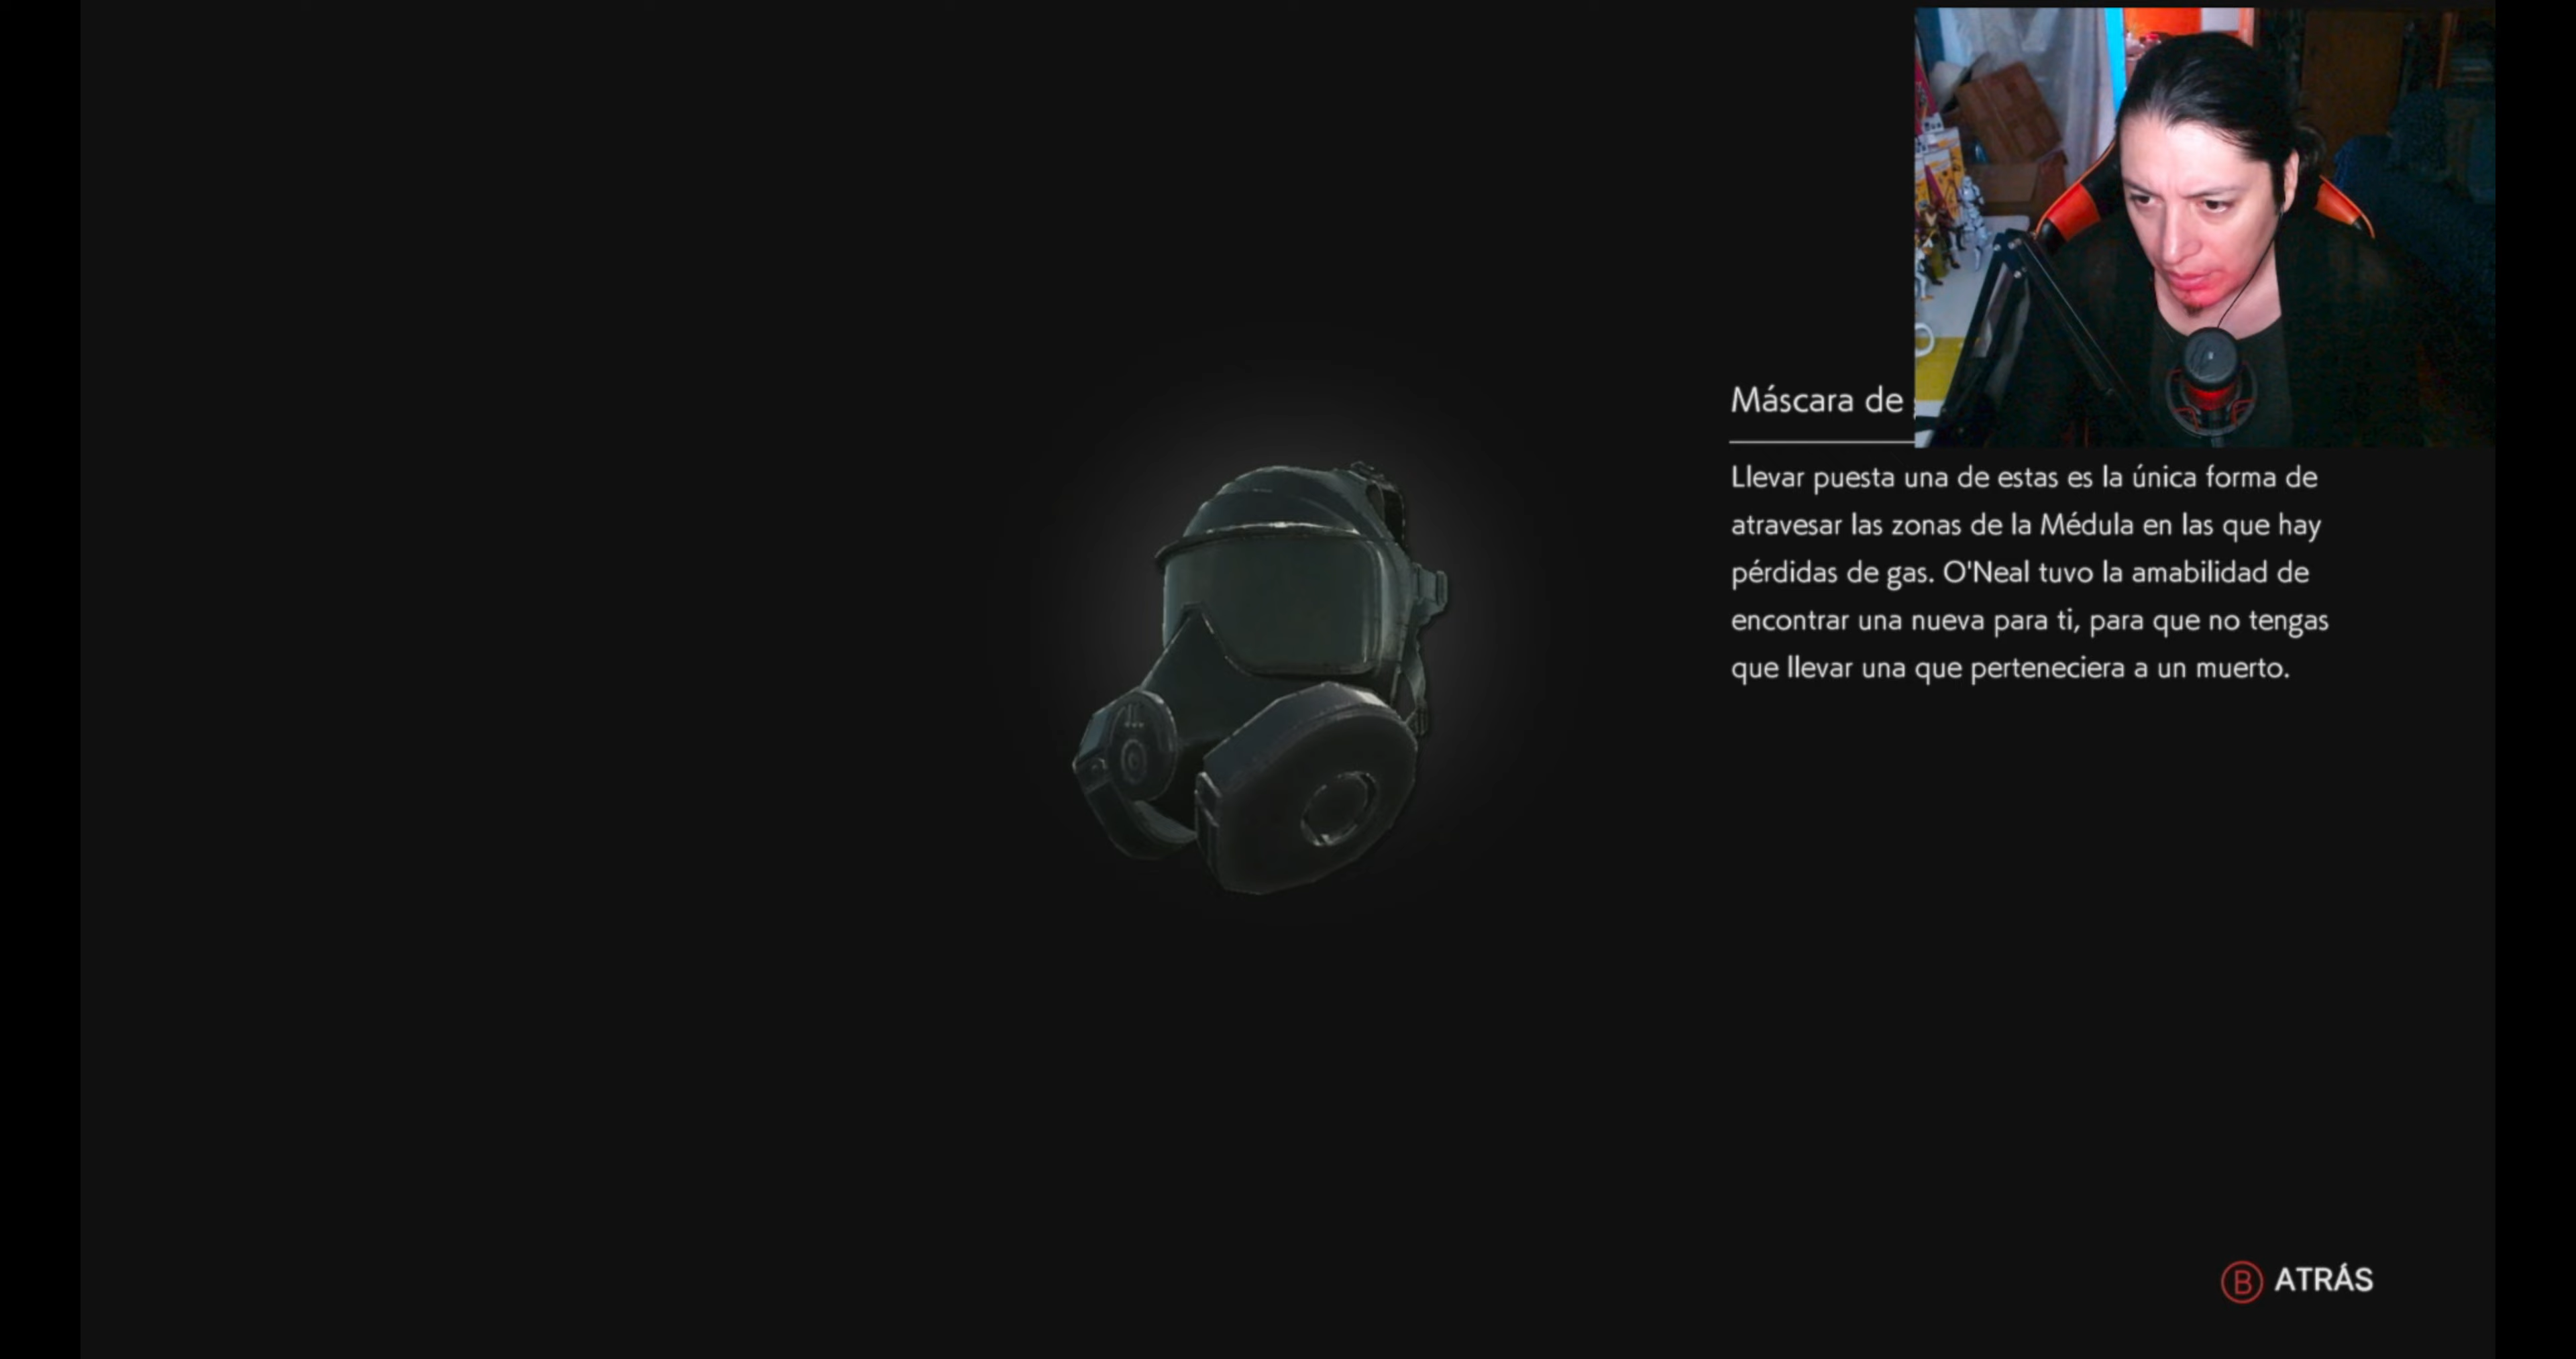 Máscara de
Llevar puesta una de estas es la única forma de
atravesar las zonas de la Médula en las que hay
pérdidas de gas. O'Neal tuvo la amabilidad de
encontrar una nueva para ti, para que no tengas
que llevar una que perteneciera a un muerto.
B ATRÁS